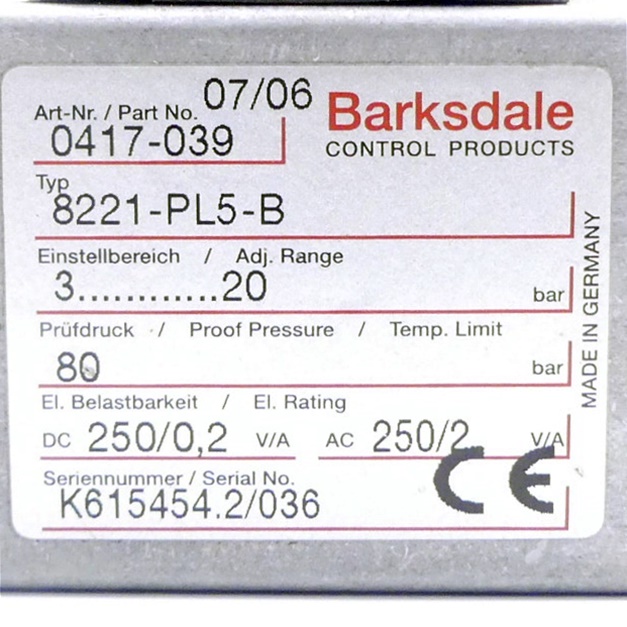 07/06
Art-Nr. / Part No.
0417-039
Barksdale
CONTROL PRODUCTS
Typ
8221-PL5-B
Einstellbereich / Adj. Range
3............20 bar
Prüfdruck / Proof Pressure / Temp. Limit
80 bar
El. Belastbarkeit / El. Rating
DC 250/0,2 V/A AC 250/2 V/A
Seriennummer / Serial No.
K615454.2/036
CE
MADE IN GERMANY